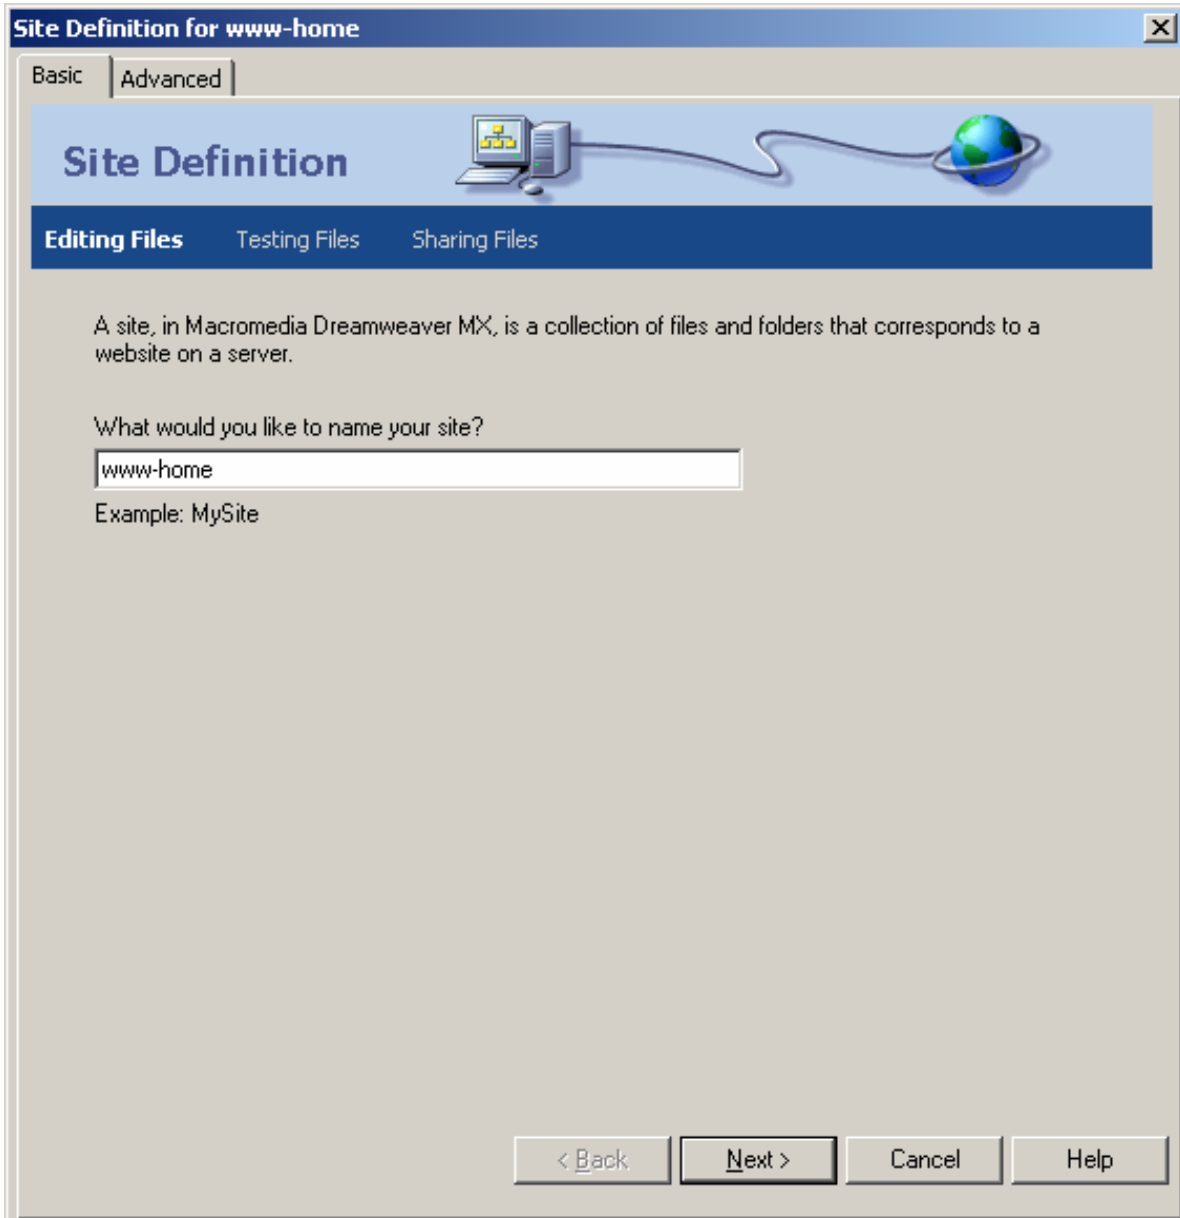 Site Definition for www-home
Basic
Advanced
Site Definition
Editing Files Testing Files Sharing Files
A site, in Macromedia Dreamweaver MX, is a collection of files and folders that corresponds to a
website on a server.
What would you like to name your site?
www-home
Example: MySite
< Back Next > Cancel Help